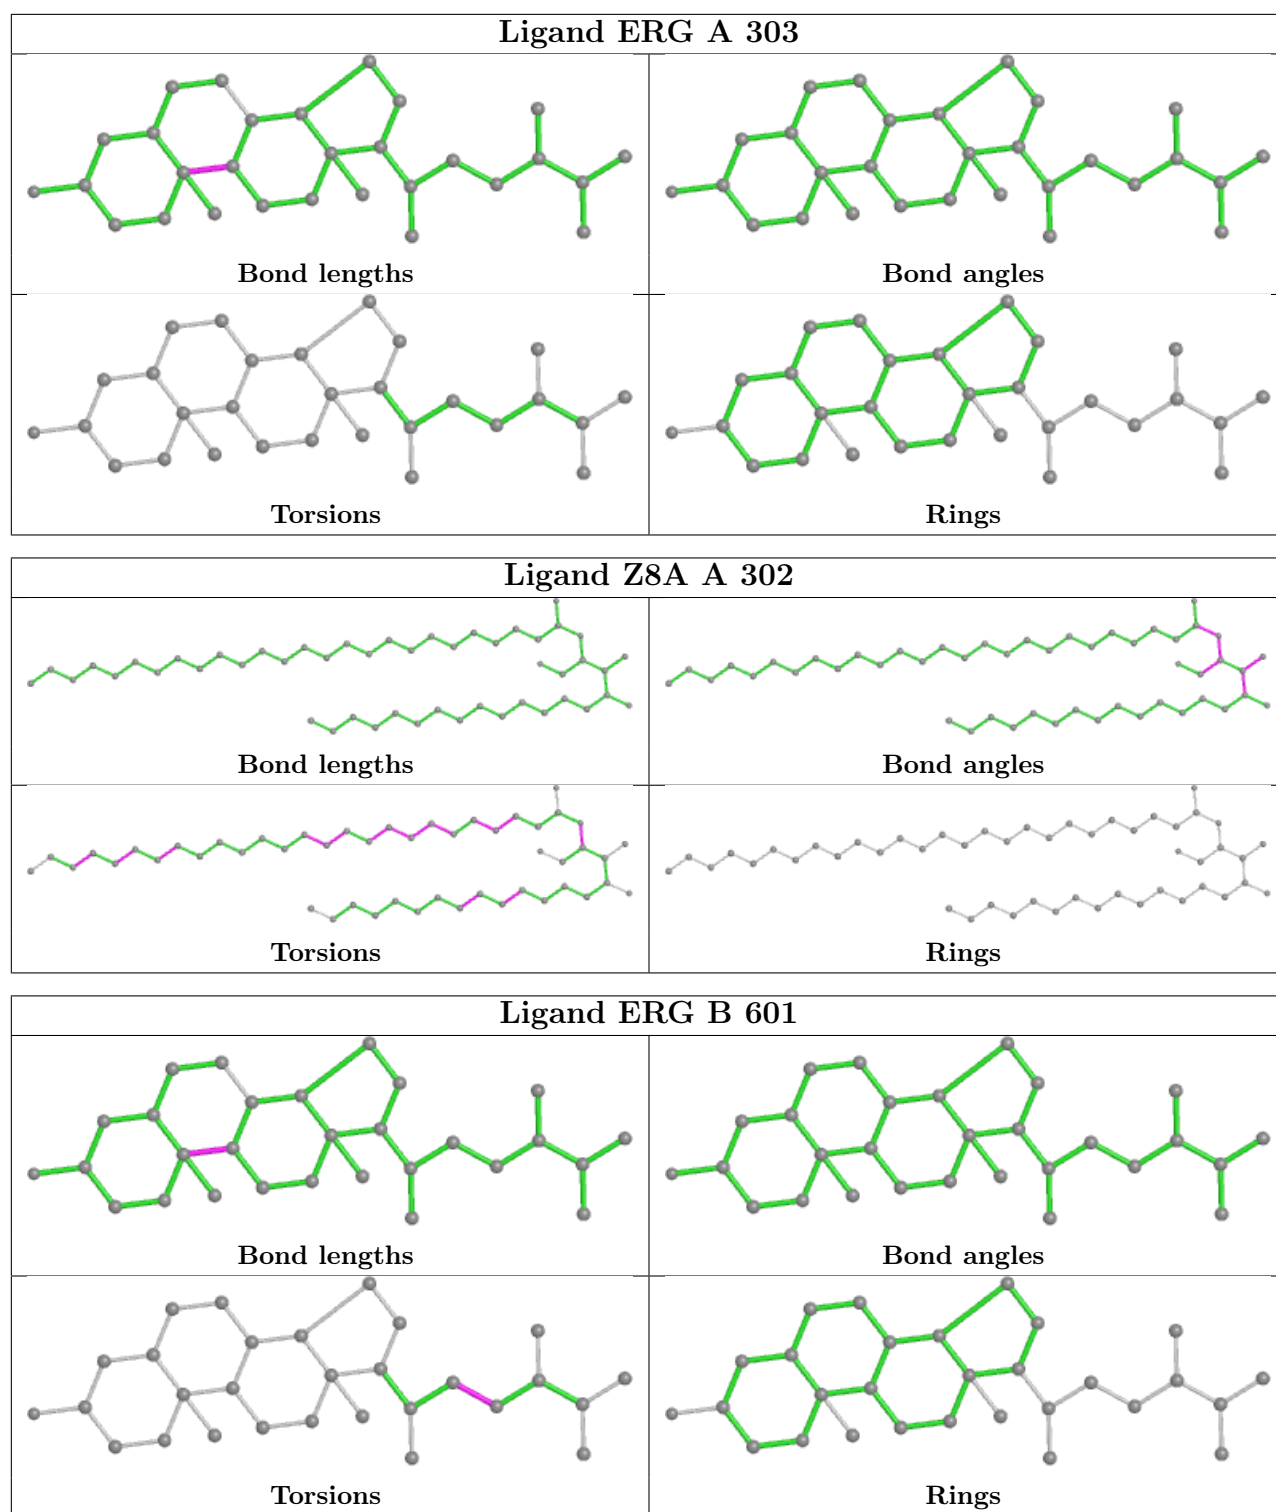 Ligand ERG A 303
Bond lengths
Bond angles
Torsions
Rings
Ligand Z8A A 302
Bond lengths
Bond angles
Torsions
Rings
Ligand ERG B 601
Bond lengths
Bond angles
Torsions
Rings